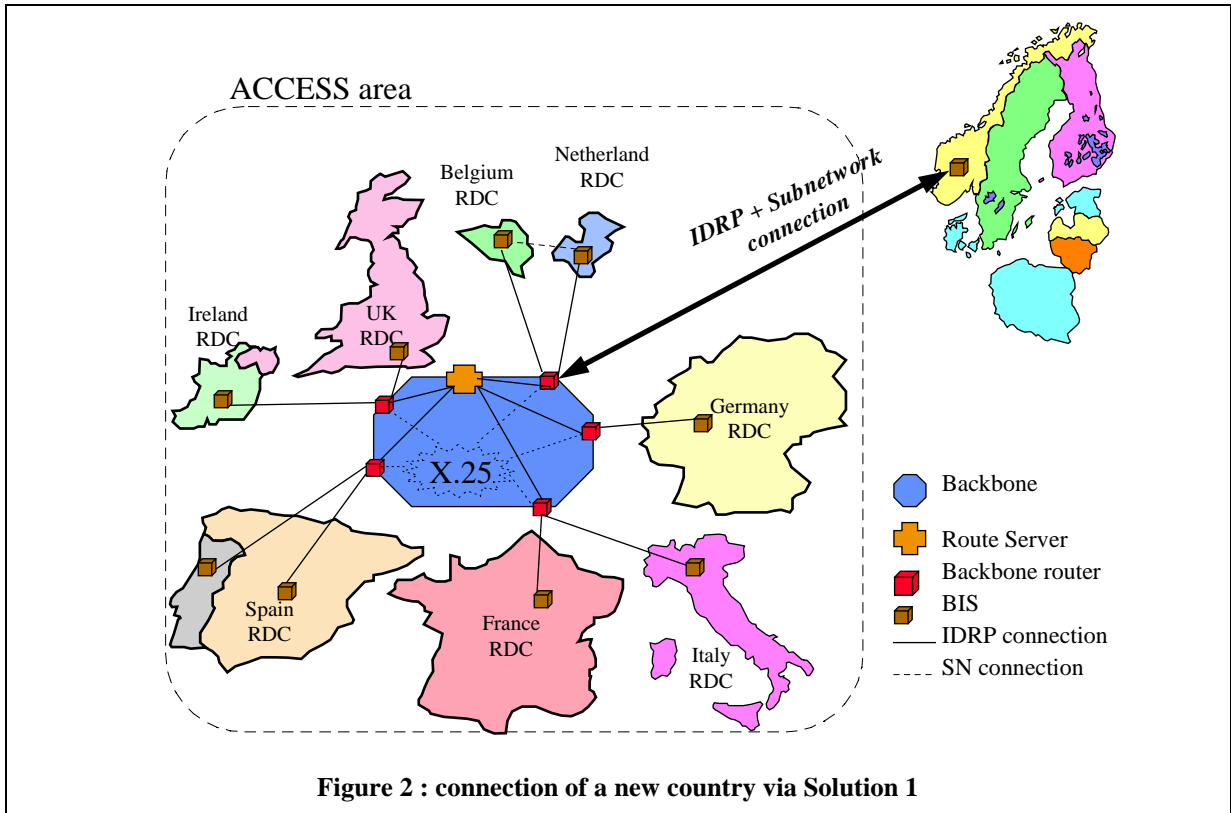 ACCESS area
Belgium
RDC
Netherland
RDC
IDRP + Subnetwork
connection
Ireland
RDC
UK
RDC
Germany
RDC
X.25
Spain
RDC
France
RDC
Italy
RDC
Backbone
Route Server
Backbone router
BIS
IDRP connection
SN connection
Figure 2 : connection of a new country via Solution 1